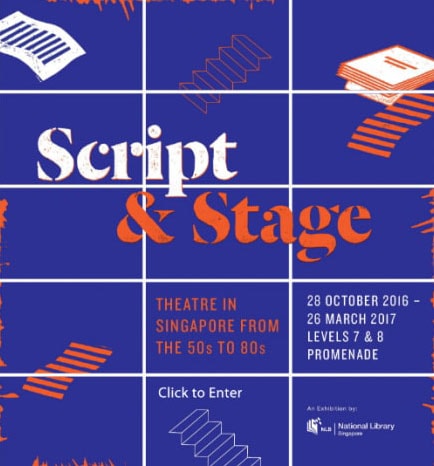 Script
& Stage
THEATRE IN
SINGAPORE FROM
THE 50s TO 80s
28 OCTOBER 2016 –
26 MARCH 2017
LEVELS 7 & 8
PROMENADE
Click to Enter
An Exhibition by:
NLB National Library
Singapore